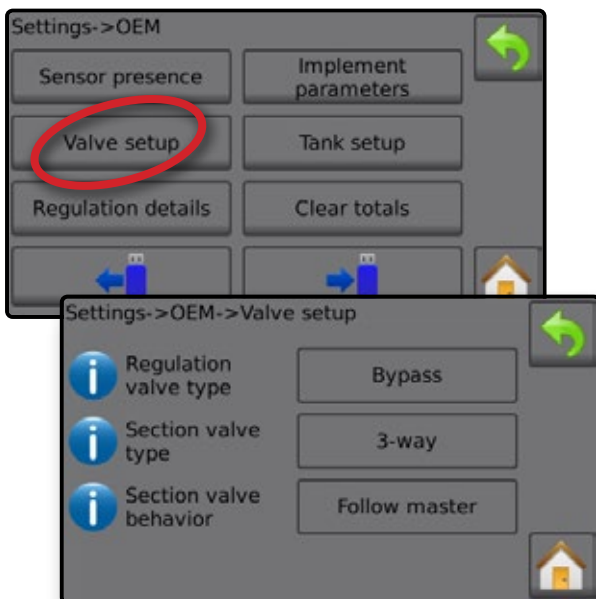 Settings->OEM
Sensor presence
Implement
parameters
Valve setup
Tank setup
Regulation details
Clear totals
Settings->OEM->Valve setup
Regulation
valve type
Bypass
Section valve
type
3-way
Section valve
behavior
Follow master